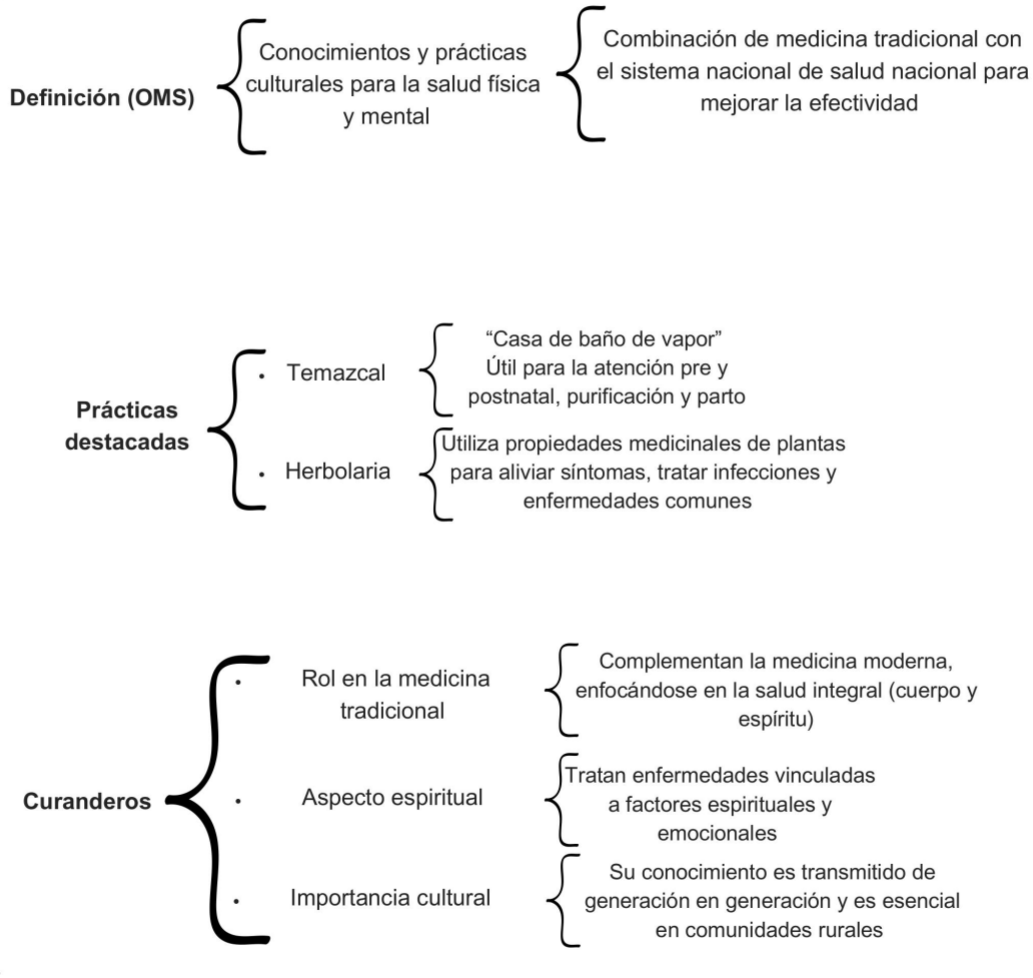 Definición (OMS)
Conocimientos y prácticas
culturales para la salud física
y mental
Combinación de medicina tradicional con
el sistema nacional de salud nacional para
mejorar la efectividad
Prácticas
destacadas
• Temazcal
“Casa de baño de vapor”
Útil para la atención pre y
postnatal, purificación y parto
• Herbolaria
Utiliza propiedades medicinales de plantas
para aliviar síntomas, tratar infecciones y
enfermedades comunes
Curanderos
• Rol en la medicina
tradicional
Complementan la medicina moderna,
enfocándose en la salud integral (cuerpo y
espíritu)
• Aspecto espiritual
Tratan enfermedades vinculadas
a factores espirituales y
emocionales
• Importancia cultural
Su conocimiento es transmitido de
generación en generación y es esencial
en comunidades rurales